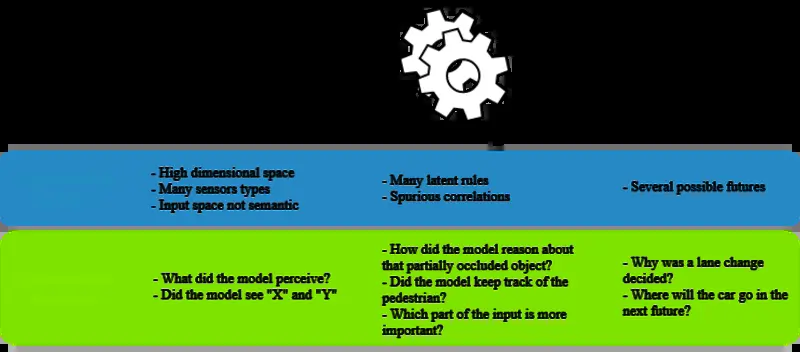 - High dimensional space
- Many sensors types
- Input space not semantic
- Many latent rules
- Spurious correlations
- Several possible futures
- What did the model perceive?
- Did the model see "X" and "Y"
- How did the model reason about
that partially occluded object?
- Did the model keep track of the
pedestrian?
- Which part of the input is more
important?
- Why was a lane change
decided?
- Where will the car go in the
next future?